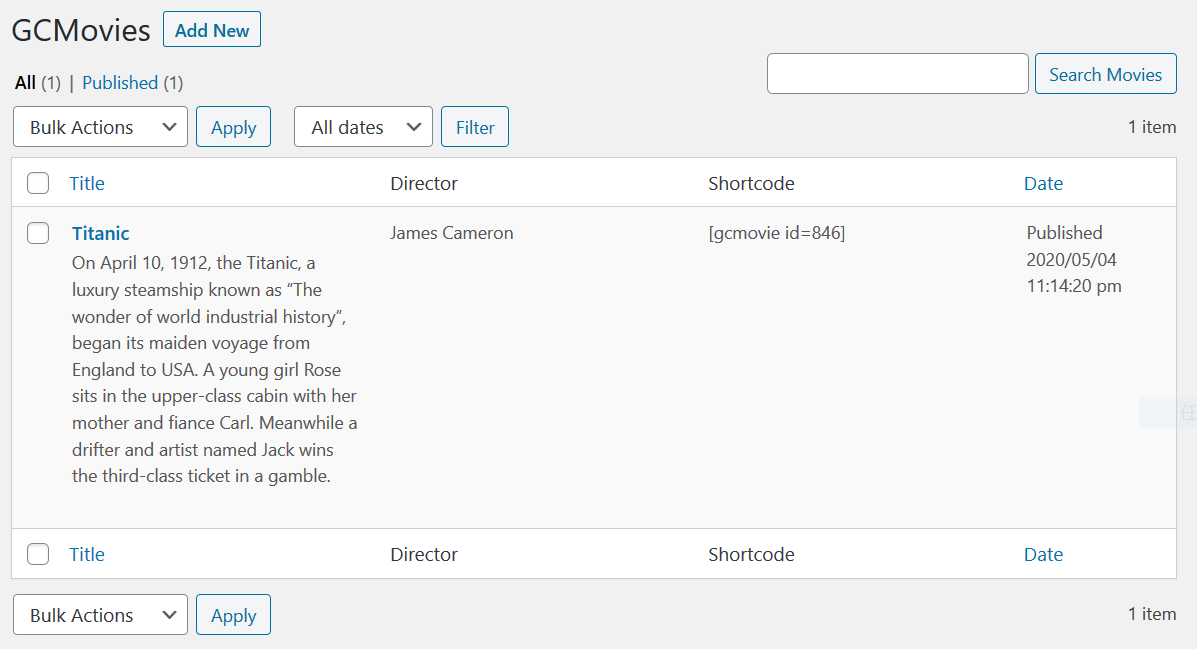 GCMovies Add New
All (1) | Published (1)
Search Movies
Bulk Actions Apply All dates Filter 1 item
Title Director Shortcode Date
Titanic James Cameron [gcmovie id=846] Published
On April 10, 1912, the Titanic, a 2020/05/04
luxury steamship known as “The 11:14:20 pm
wonder of world industrial history”,
began its maiden voyage from
England to USA. A young girl Rose
sits in the upper-class cabin with her
mother and fiance Carl. Meanwhile a
drifter and artist named Jack wins
the third-class ticket in a gamble.
Title Director Shortcode Date
Bulk Actions Apply 1 item